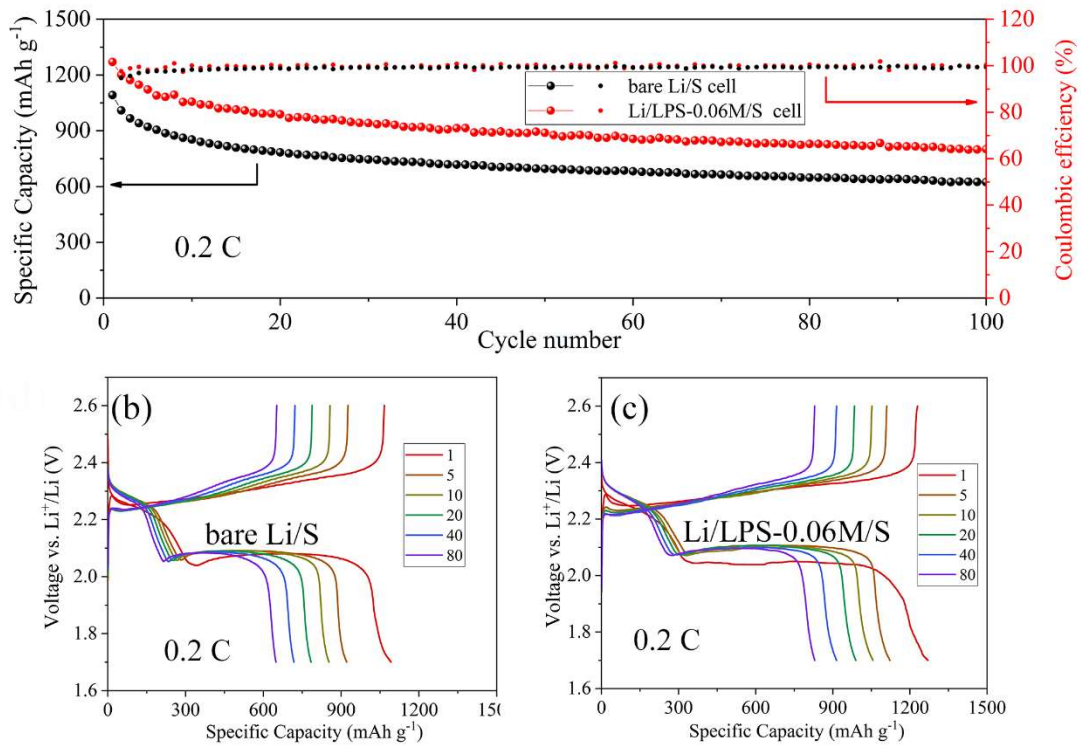 1500
1200
900
600
300
0
Specific Capacity (mAh g-1)
120
100
80
60
40
20
0
Coulombic effciency (%)
bare Li/S cell
Li/LPS-0.06M/S cell
0.2 C
0 20 40 60 80 100
Cycle number
(b)
2.6
2.4
2.2
2.0
1.8
1.6
Voltage vs. Li+/Li (V)
1
5
10
20
40
80
bare Li/S
0.2 C
0 300 600 900 1200 150
Specific Capacity (mAh g-1)
(c)
2.6
2.4
2.2
2.0
1.8
1.6
Voltage vs. Li+/Li (V)
1
5
10
20
40
80
Li/LPS-0.06M/S
0.2 C
0 300 600 900 1200 1500
Specific Capacity (mAh g-1)